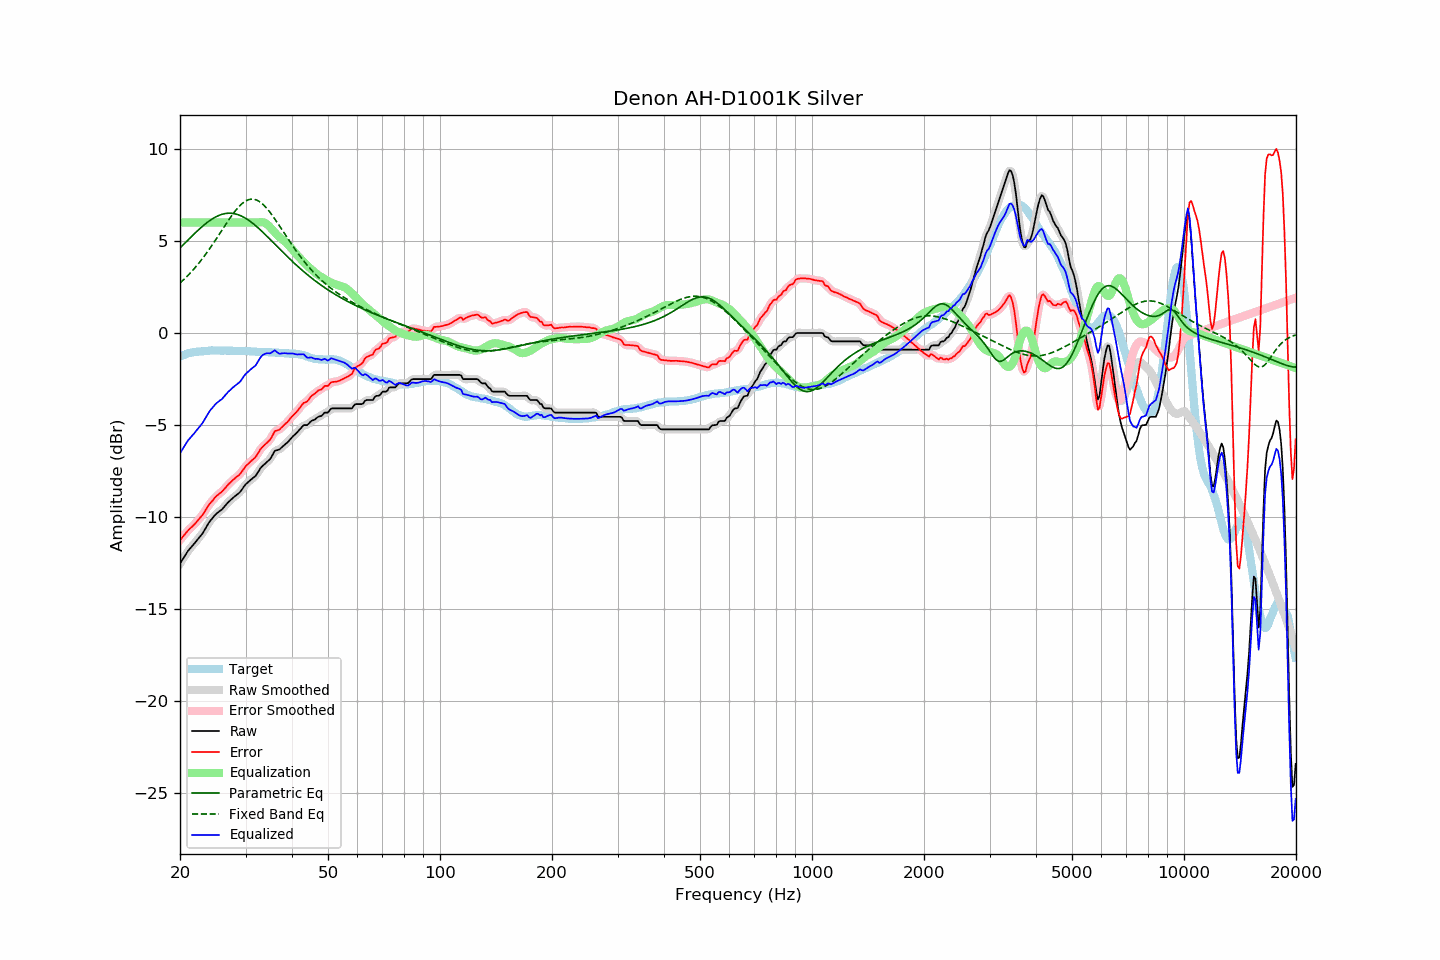 Denon AH-D1001K Silver
Amplitude (dBr)
10
5
0
−5
−10
−15
−20
−25
Target
Raw Smoothed
Error Smoothed
Raw
Error
Equalization
Parametric Eq
Fixed Band Eq
Equalized
20 50 100 200 500 1000 2000 5000 10000 20000
Frequency (Hz)